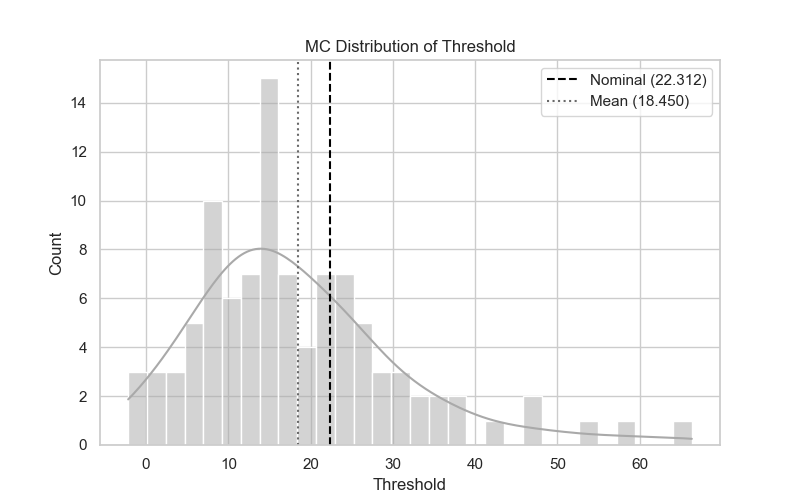 MC Distribution of Threshold
Nominal (22.312)
Mean (18.450)
Count
14
12
10
8
6
4
2
0
0 10 20 30 40 50 60
Threshold